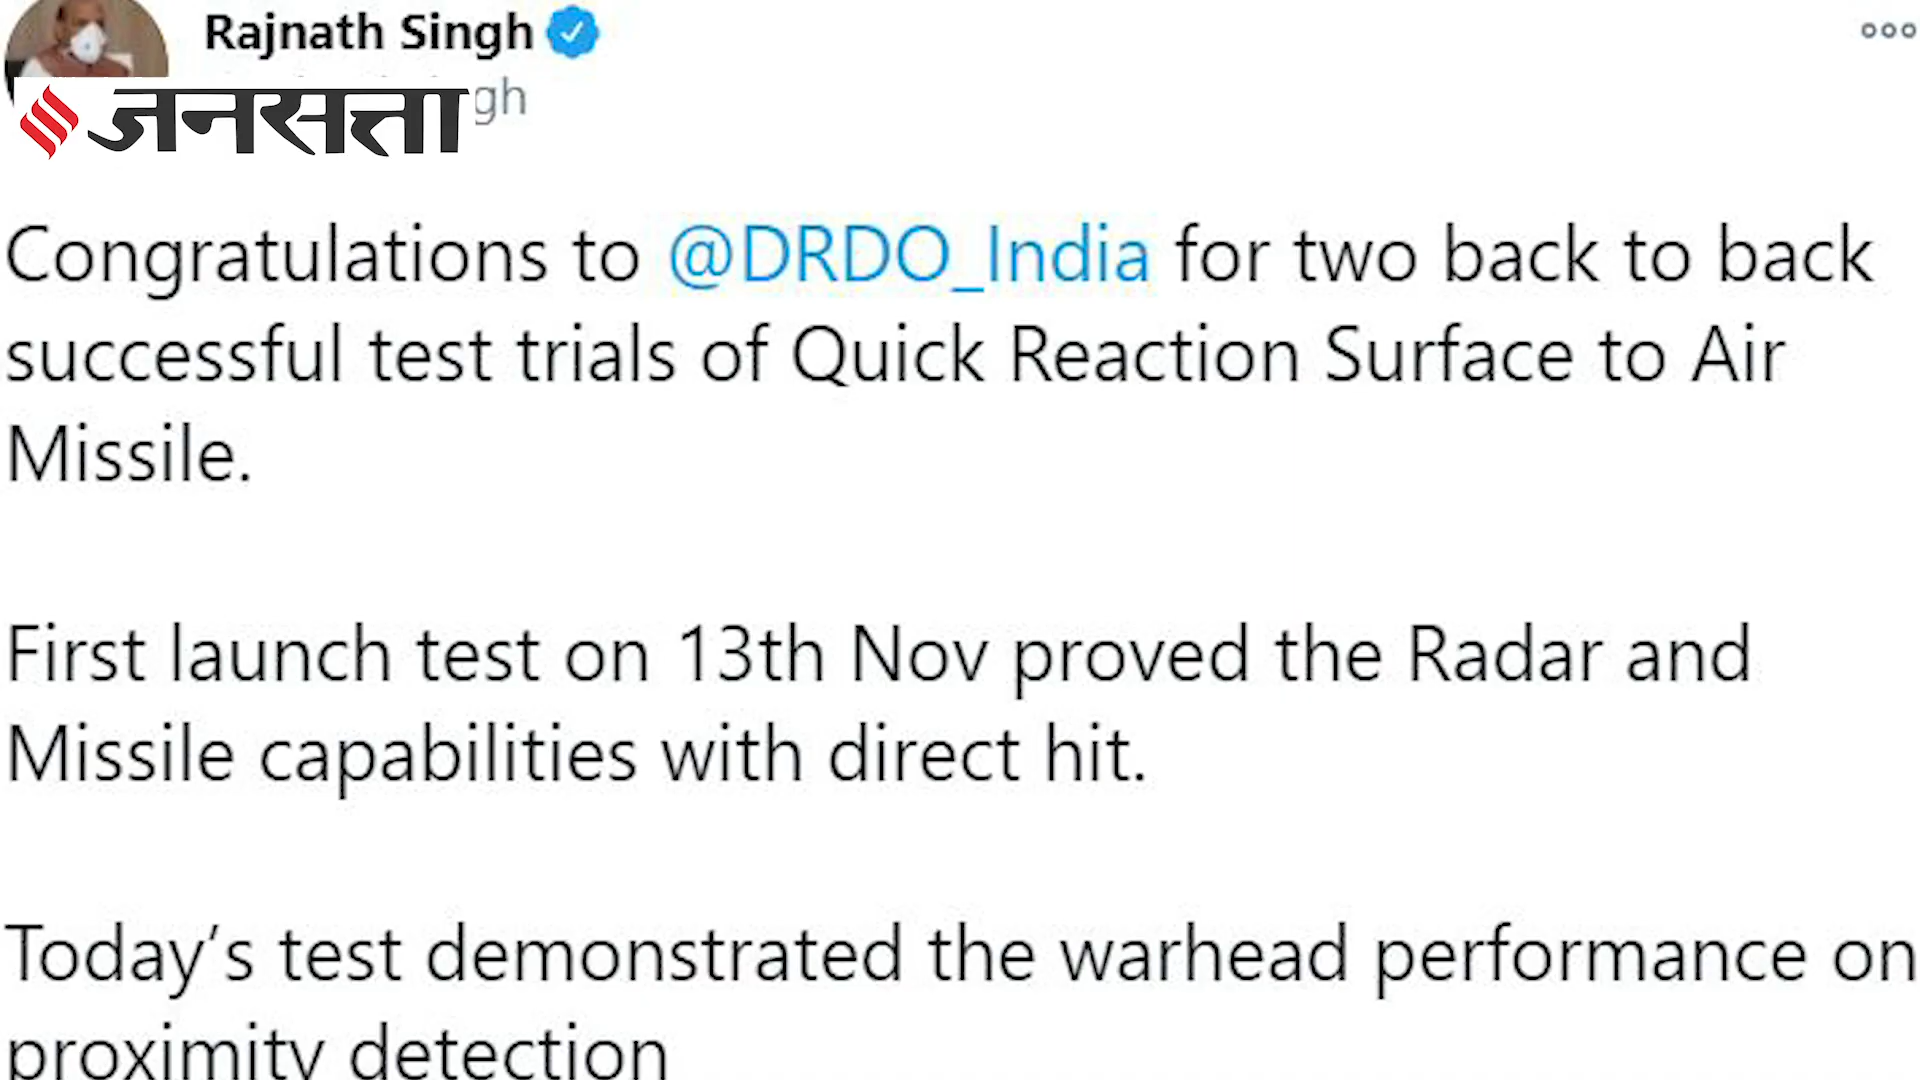 Rajnath Singh
जनसत्ता gh
Congratulations to @DRDO_India for two back to back
successful test trials of Quick Reaction Surface to Air
Missile.
First launch test on 13th Nov proved the Radar and
Missile capabilities with direct hit.
Today’s test demonstrated the warhead performance on
proximity detection